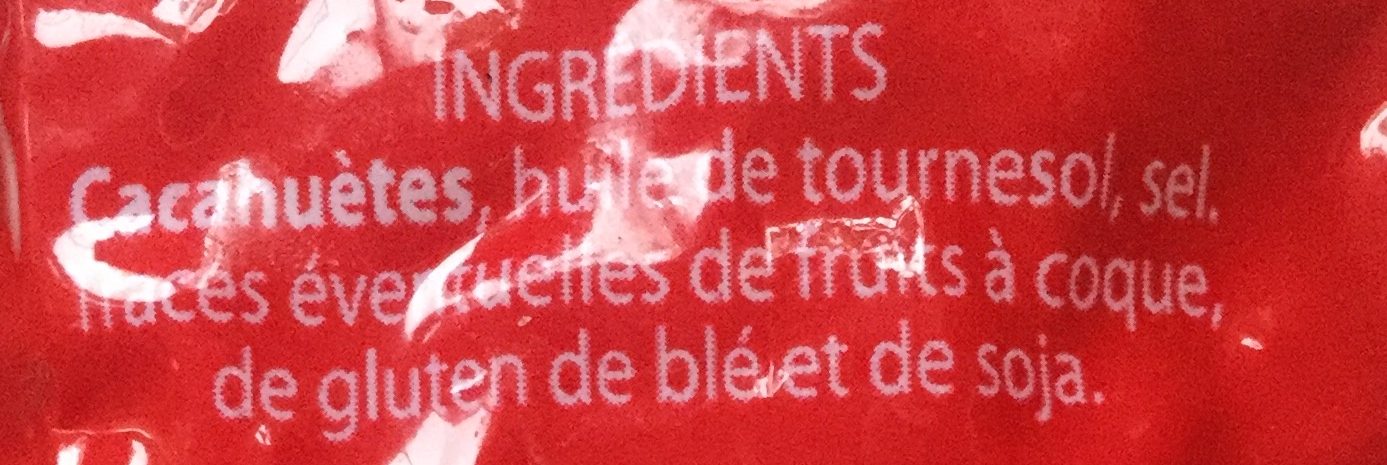 INGREDIENTS
Cacahuètes, huile de tournesol, sel.
Traces éventuelles de fruits à coque,
de gluten de blé et de soja.